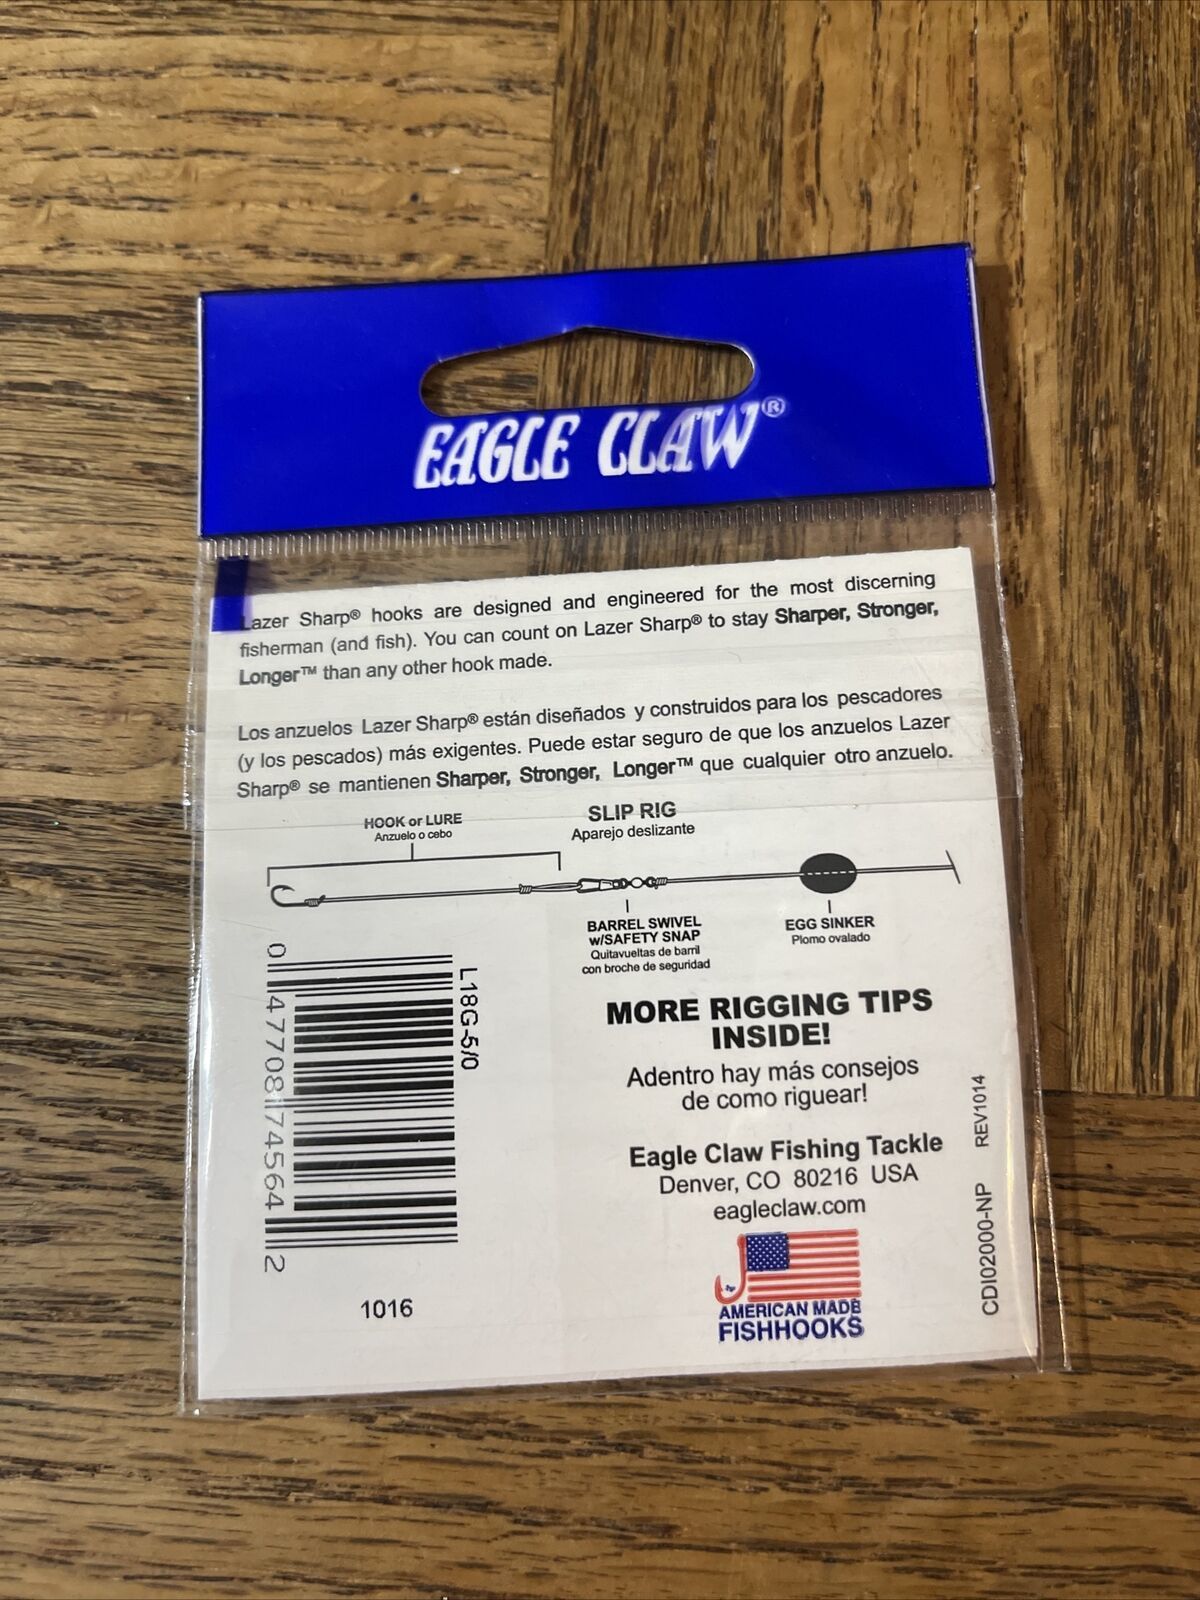 EAGLE CLAW®
Lazer Sharp® hooks are designed and engineered for the most discerning
fisherman (and fish). You can count on Lazer Sharp® to stay Sharper, Stronger,
Longer™ than any other hook made.
Los anzuelos Lazer Sharp® están diseñados y construidos para los pescadores
(y los pescados) más exigentes. Puede estar seguro de que los anzuelos Lazer
Sharp® se mantienen Sharper, Stronger, Longer™ que cualquier otro anzuelo.
SLIP RIG
Aparejo deslizante
HOOK or LURE
Anzuelo o cebo
BARREL SWIVEL
w/SAFETY SNAP
Quitavueltas de barril
con broche de seguridad
EGG SINKER
Plomo ovalado
L18G-5/0
0 47708 74564 2
1016
MORE RIGGING TIPS
INSIDE!
Adentro hay más consejos
de como riguear!
Eagle Claw Fishing Tackle
Denver, CO 80216 USA
eagleclaw.com
AMERICAN MADE
FISHHOOKS
CDI02000-NP REV1014